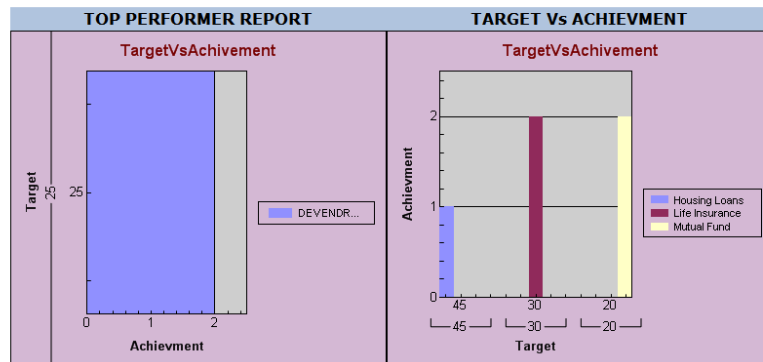 TOP PERFORMER REPORT
TargetVsAchivement
Target
25
25
0 1 2
Achievment
DEVENDR...
TARGET Vs ACHIEVMENT
TargetVsAchivement
Achievment
2
1
0
45 30 20
45 30 20
Target
Housing Loans
Life Insurance
Mutual Fund